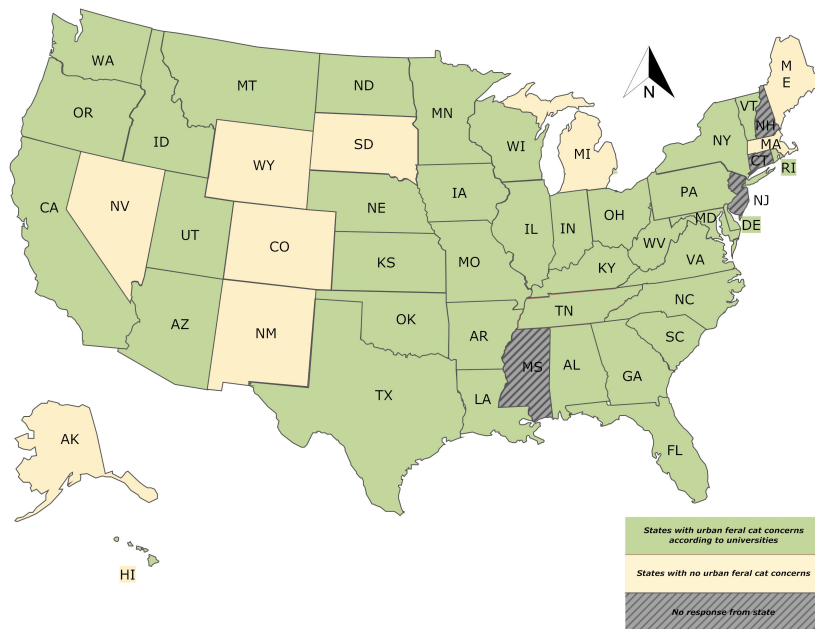 WA
OR
ID
MT
ND
MN
WI
SD
WY
NV
CA
UT
CO
NE
IA
KS
MO
IL
IN
OH
MI
PA
NY
VT
NH
M
E
MA
CT
RI
NJ
MD
DE
WV
VA
KY
NC
TN
SC
AZ
NM
OK
AR
TX
LA
MS
AL
GA
FL
AK
HI
N
States with urban feral cat concerns
according to universities
States with no urban feral cat concerns
No response from state